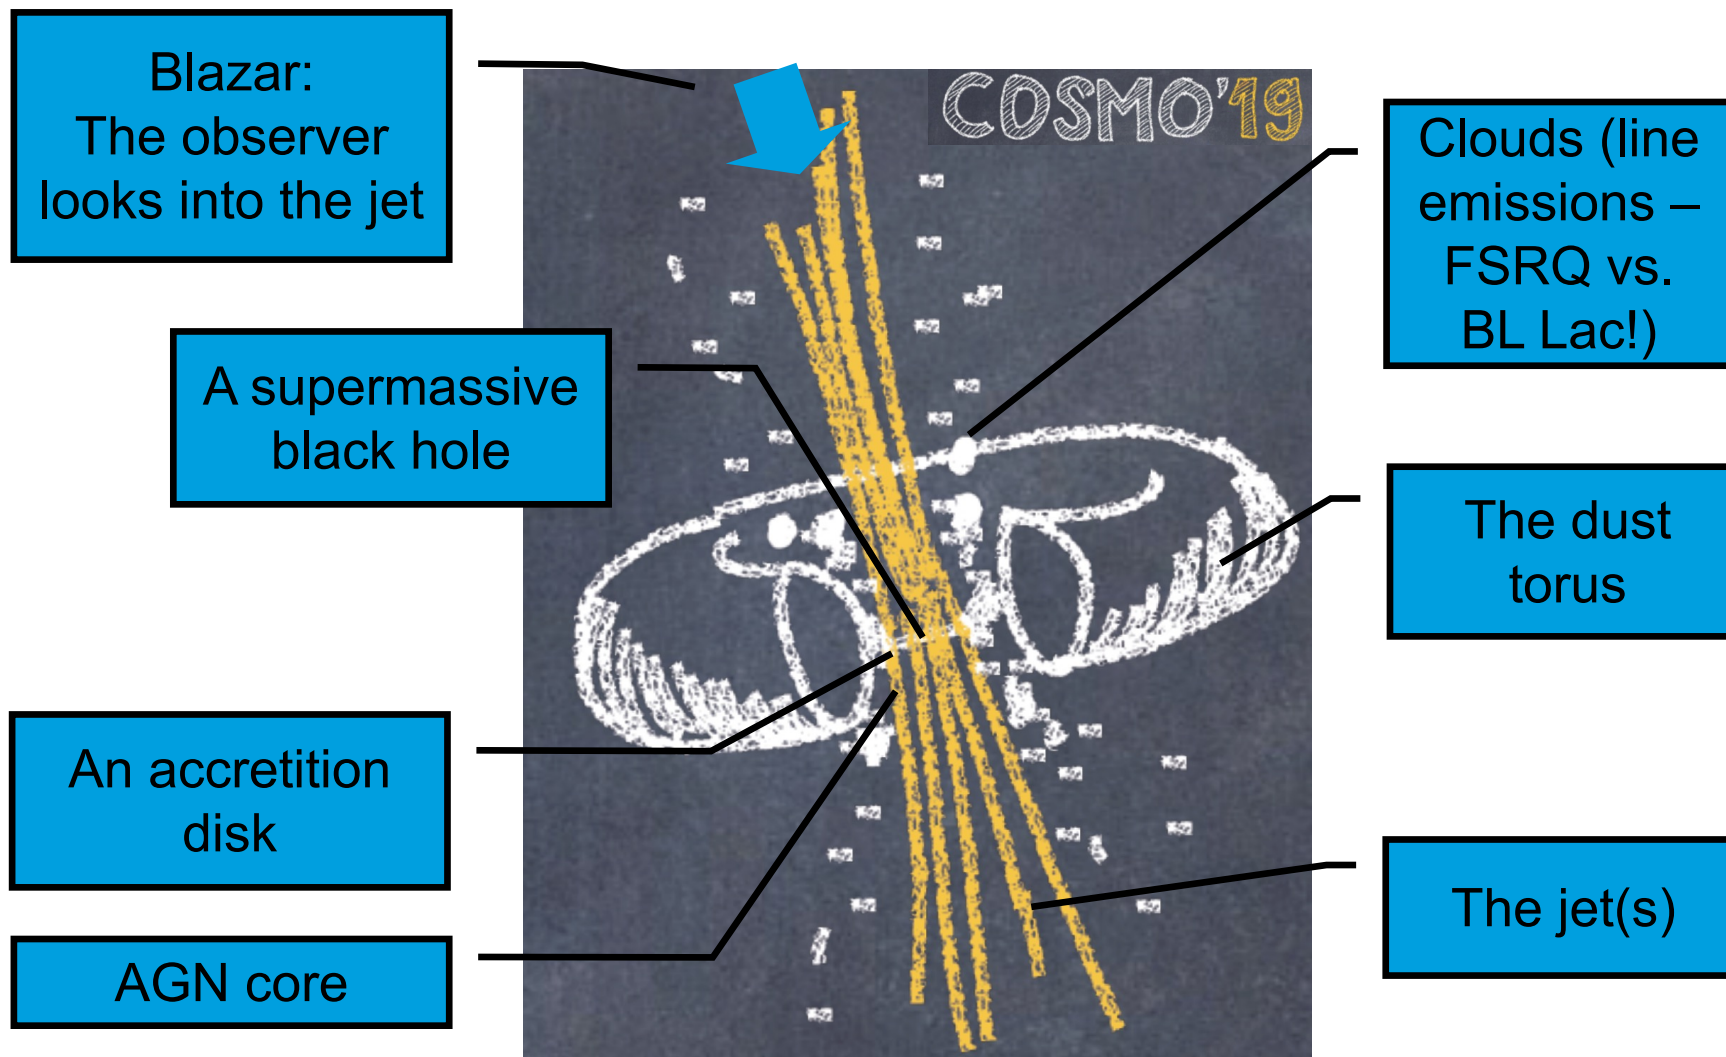 Blazar:
The observer
looks into the jet
COSMO'19
Clouds (line
emissions –
FSRQ vs.
BL Lac!)
A supermassive
black hole
The dust
torus
An accretition
disk
The jet(s)
AGN core